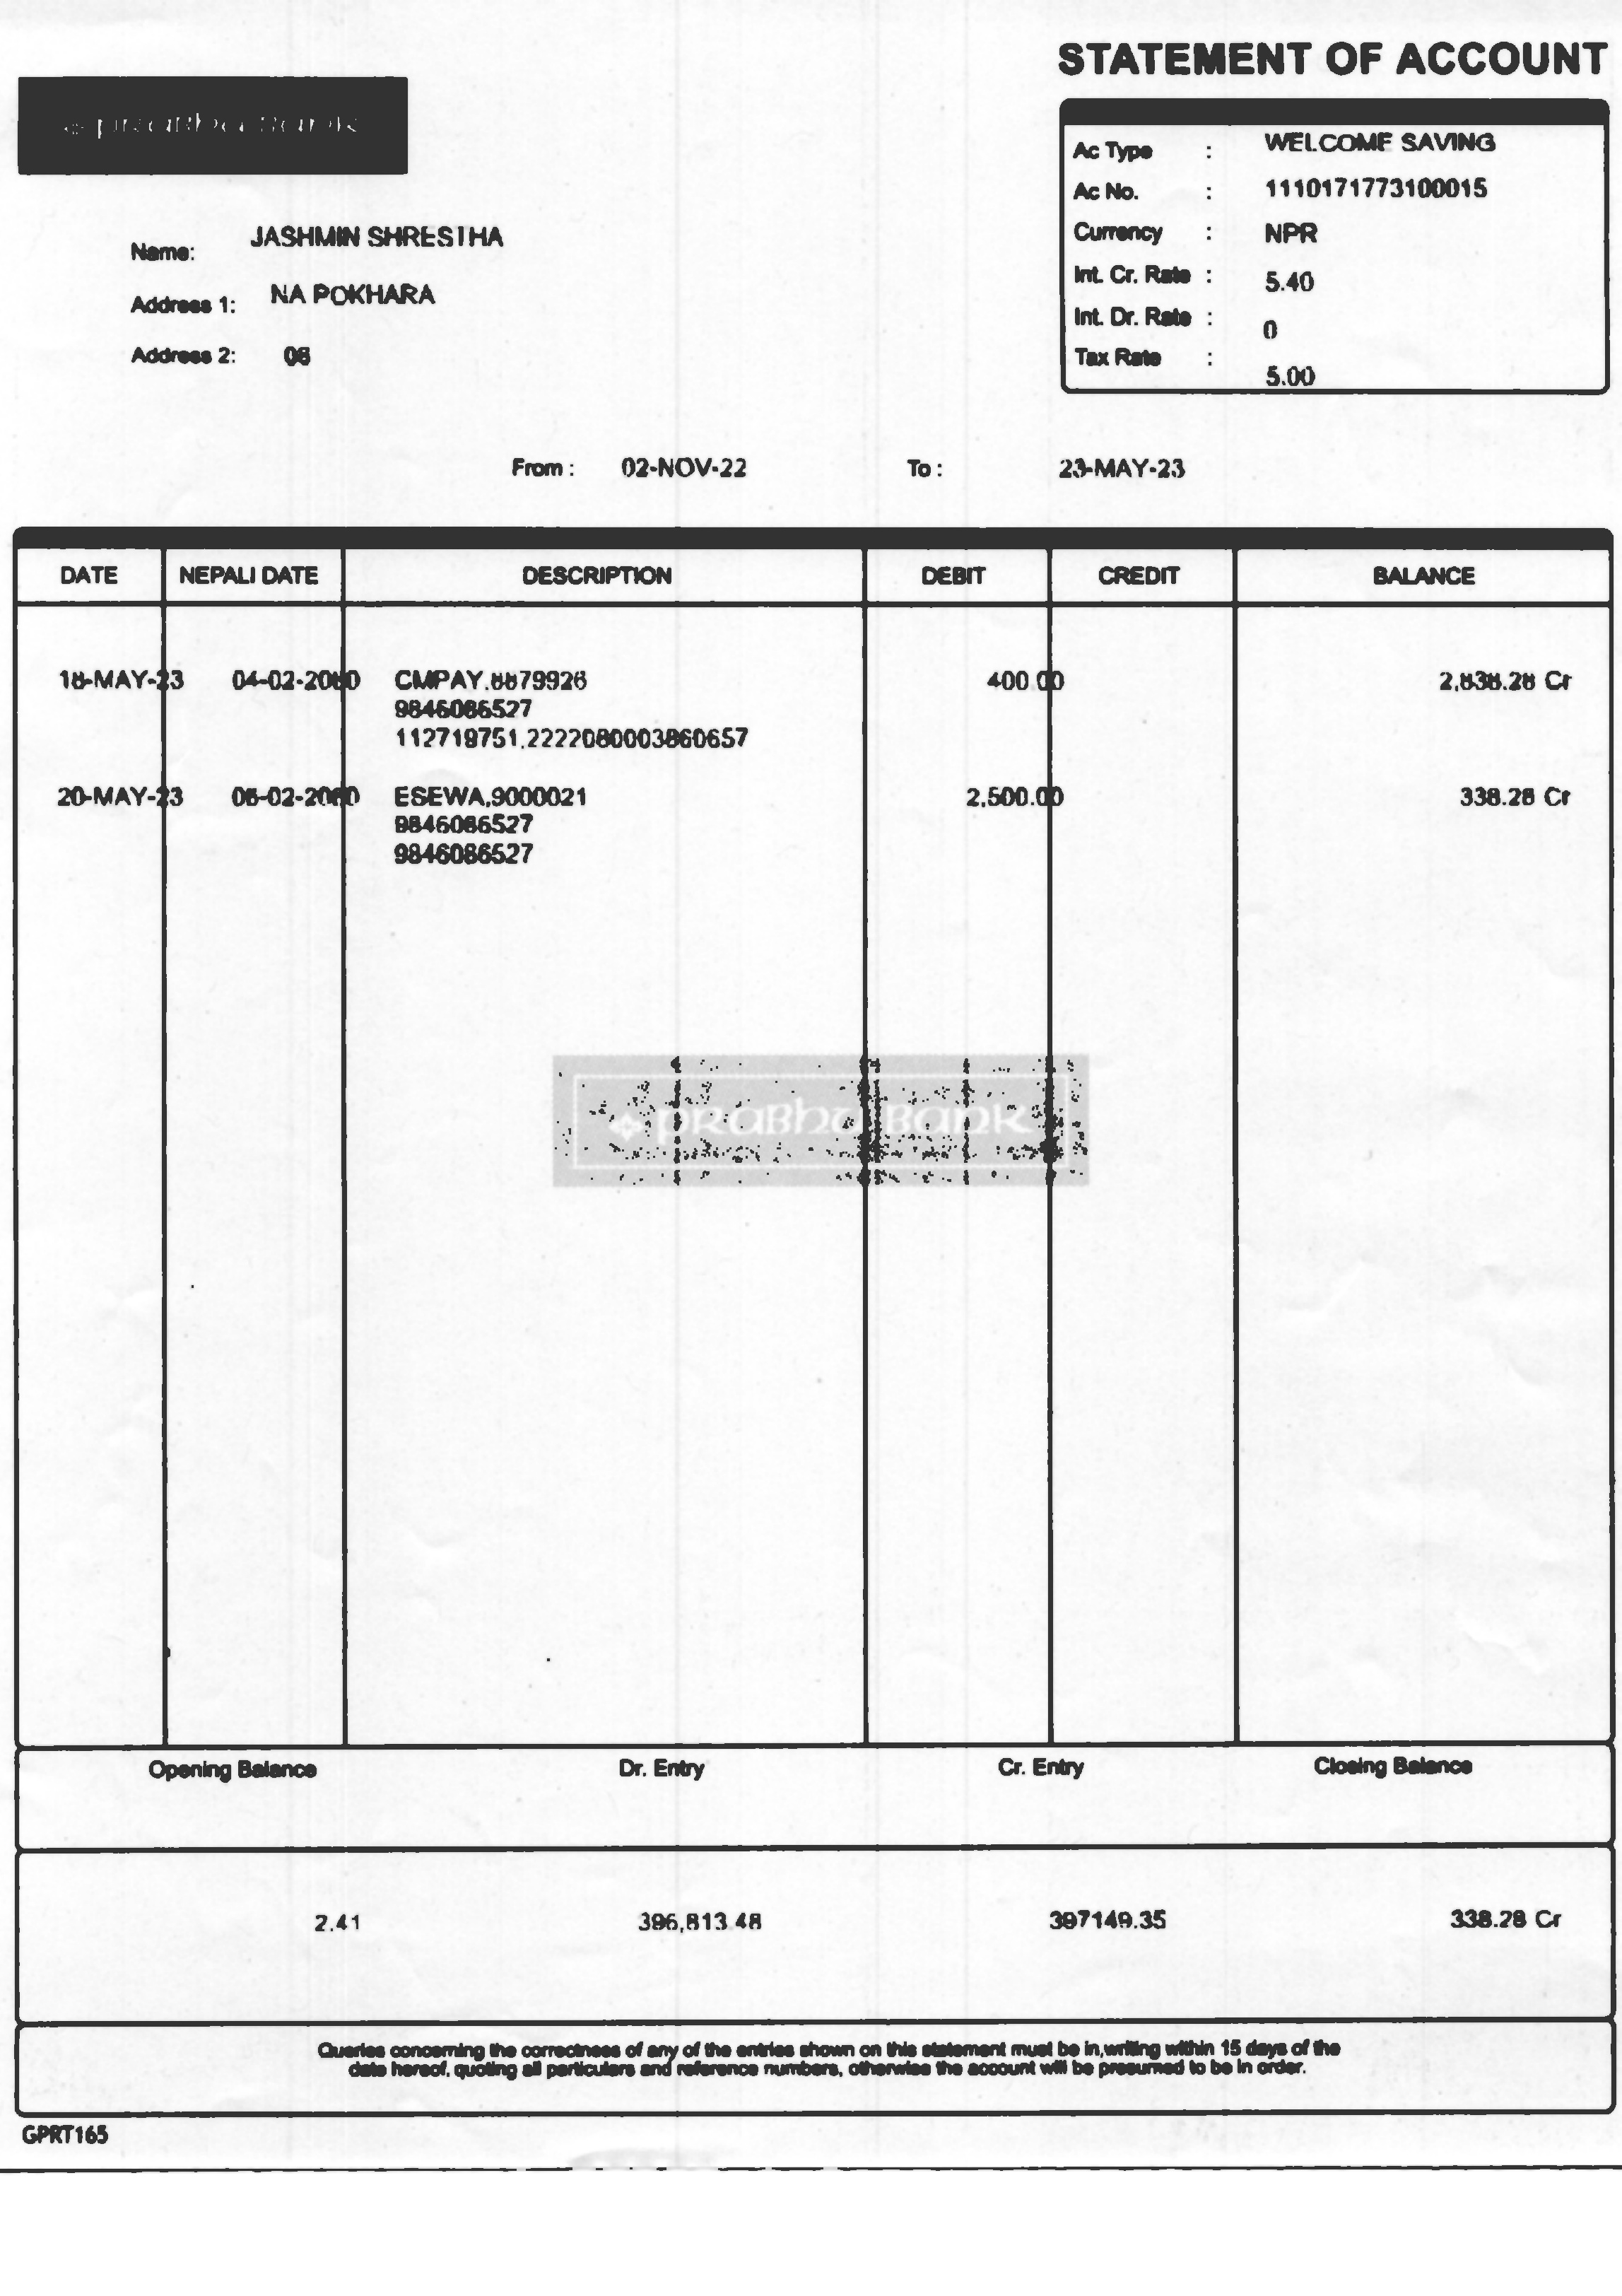 STATEMENT OF ACCOUNT
PRABHU BANK
Ac Type : WELCOME SAVING
Ac No. : 1110171773100015
Currency : NPR
Int. Cr. Rate : 5.40
Int. Dr. Rate : 0
Tax Rate : 5.00
Name: JASHMIN SHRESTHA
Address 1: NA POKHARA
Address 2:
From : 02-NOV-22 To : 23-MAY-23
DATE NEPALI DATE DESCRIPTION DEBIT CREDIT BALANCE
18-MAY-23 04-02-2080 CMPAY,8879926 400.00 2,838.28 Cr
9846086527
112719751,2222080003860657
20-MAY-23 06-02-2080 ESEWA,9000021 2,500.00 338.28 Cr
9846086527
9846086527
PRABHU BANK
Opening Balance Dr. Entry Cr. Entry Closing Balance
2.41 396,813.48 397149.35 338.28 Cr
Queries concerning the correctness of any of the entries shown on this statement must be in,writing within 15 days of the
date hereof, quoting all particulars and reference numbers, otherwise the account will be presumed to be in order.
GPRT165